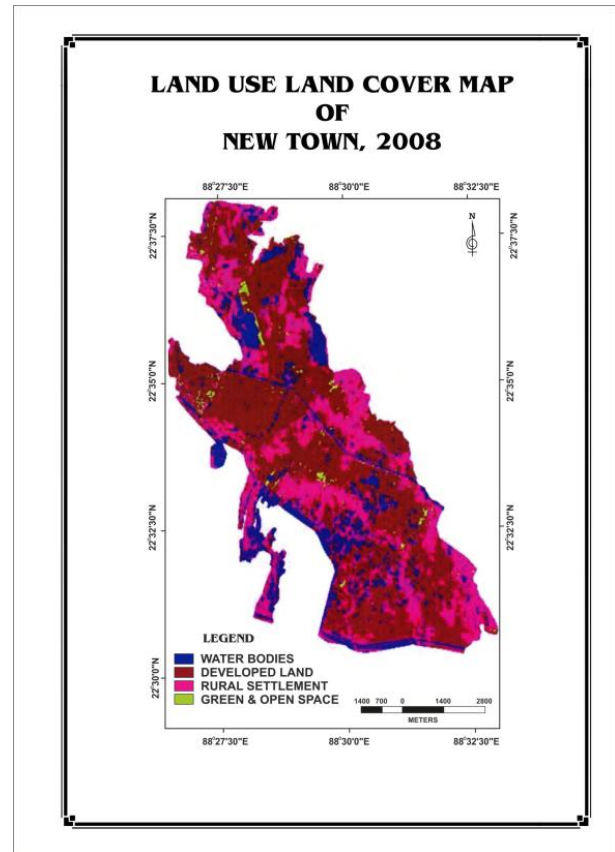 LAND USE LAND COVER MAP
OF
NEW TOWN, 2008
88°27'30"E 88°30'0"E 88°32'30"E
N
22°37'30"N 22°37'30"N
22°35'0"N 22°35'0"N
22°32'30"N 22°32'30"N
22°30'0"N 22°30'0"N
LEGEND
WATER BODIES
DEVELOPED LAND
RURAL SETTLEMENT
GREEN & OPEN SPACE
1400 700 0 1400 2800
METERS
88°27'30"E 88°30'0"E 88°32'30"E